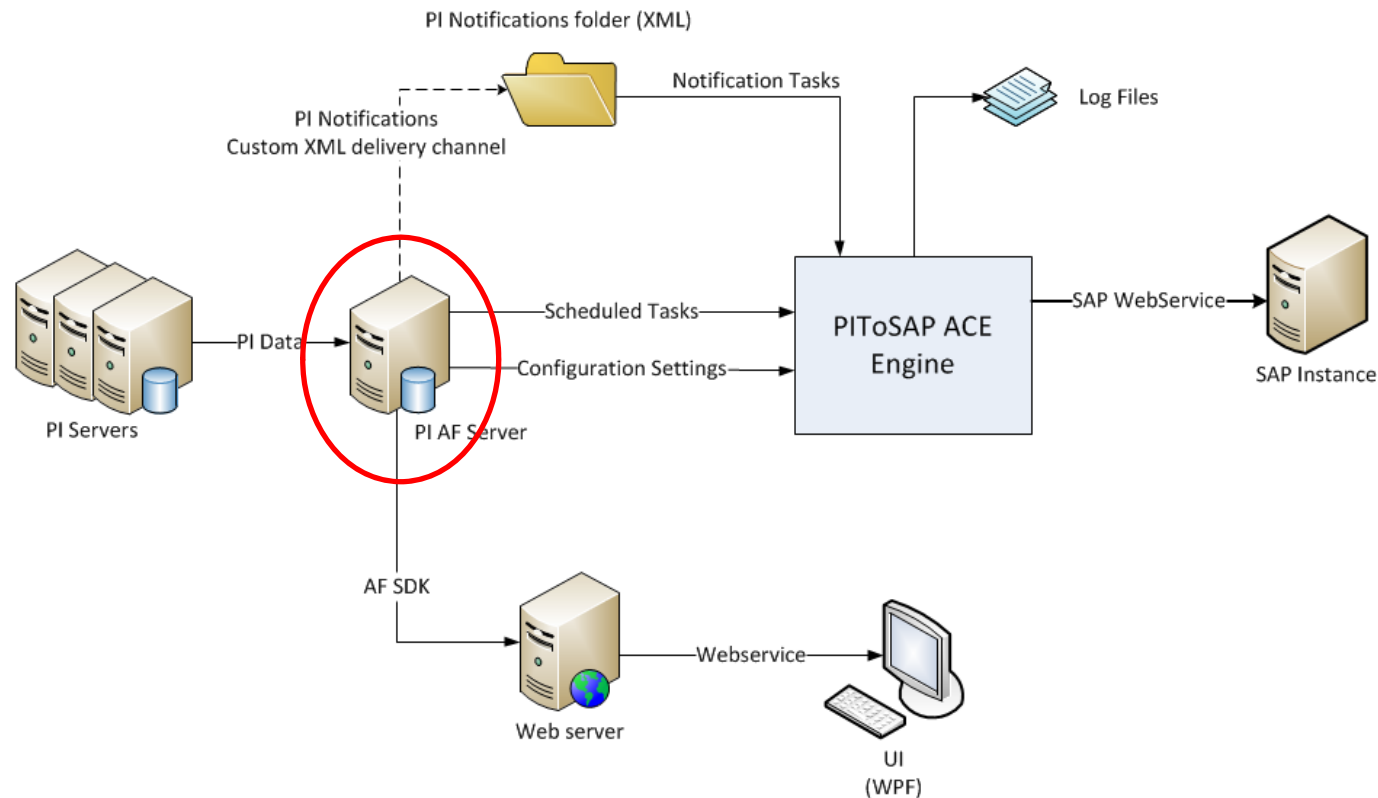 PI Notifications folder (XML)
Notification Tasks
Log Files
PI Notifications
Custom XML delivery channel
Scheduled Tasks
SAP WebService
PIToSAP ACE
Engine
PI Data
Configuration Settings
SAP Instance
PI Servers
PI AF Server
AF SDK
Webservice
Web server
UI
(WPF)